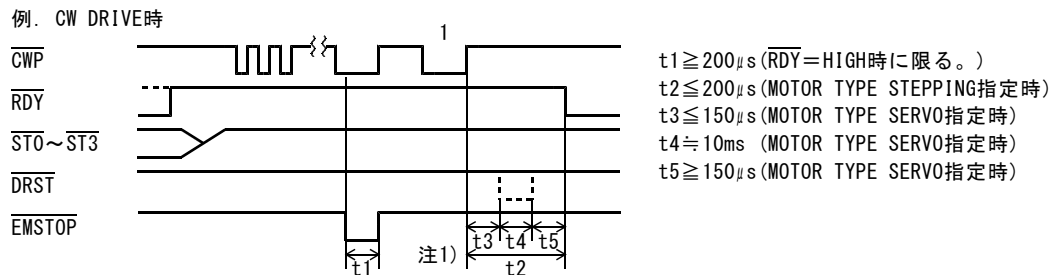 例. CW DRIVE時
1
CWP
RDY
ST0～ST3
DRST
EMSTOP
t1
注1)
t3 t4 t5
t2
t1≧200μs(RDY＝HIGH時に限る。)
t2≦200μs(MOTOR TYPE STEPPING指定時)
t3≦150μs(MOTOR TYPE SERVO指定時)
t4≒10ms (MOTOR TYPE SERVO指定時)
t5≧150μs(MOTOR TYPE SERVO指定時)